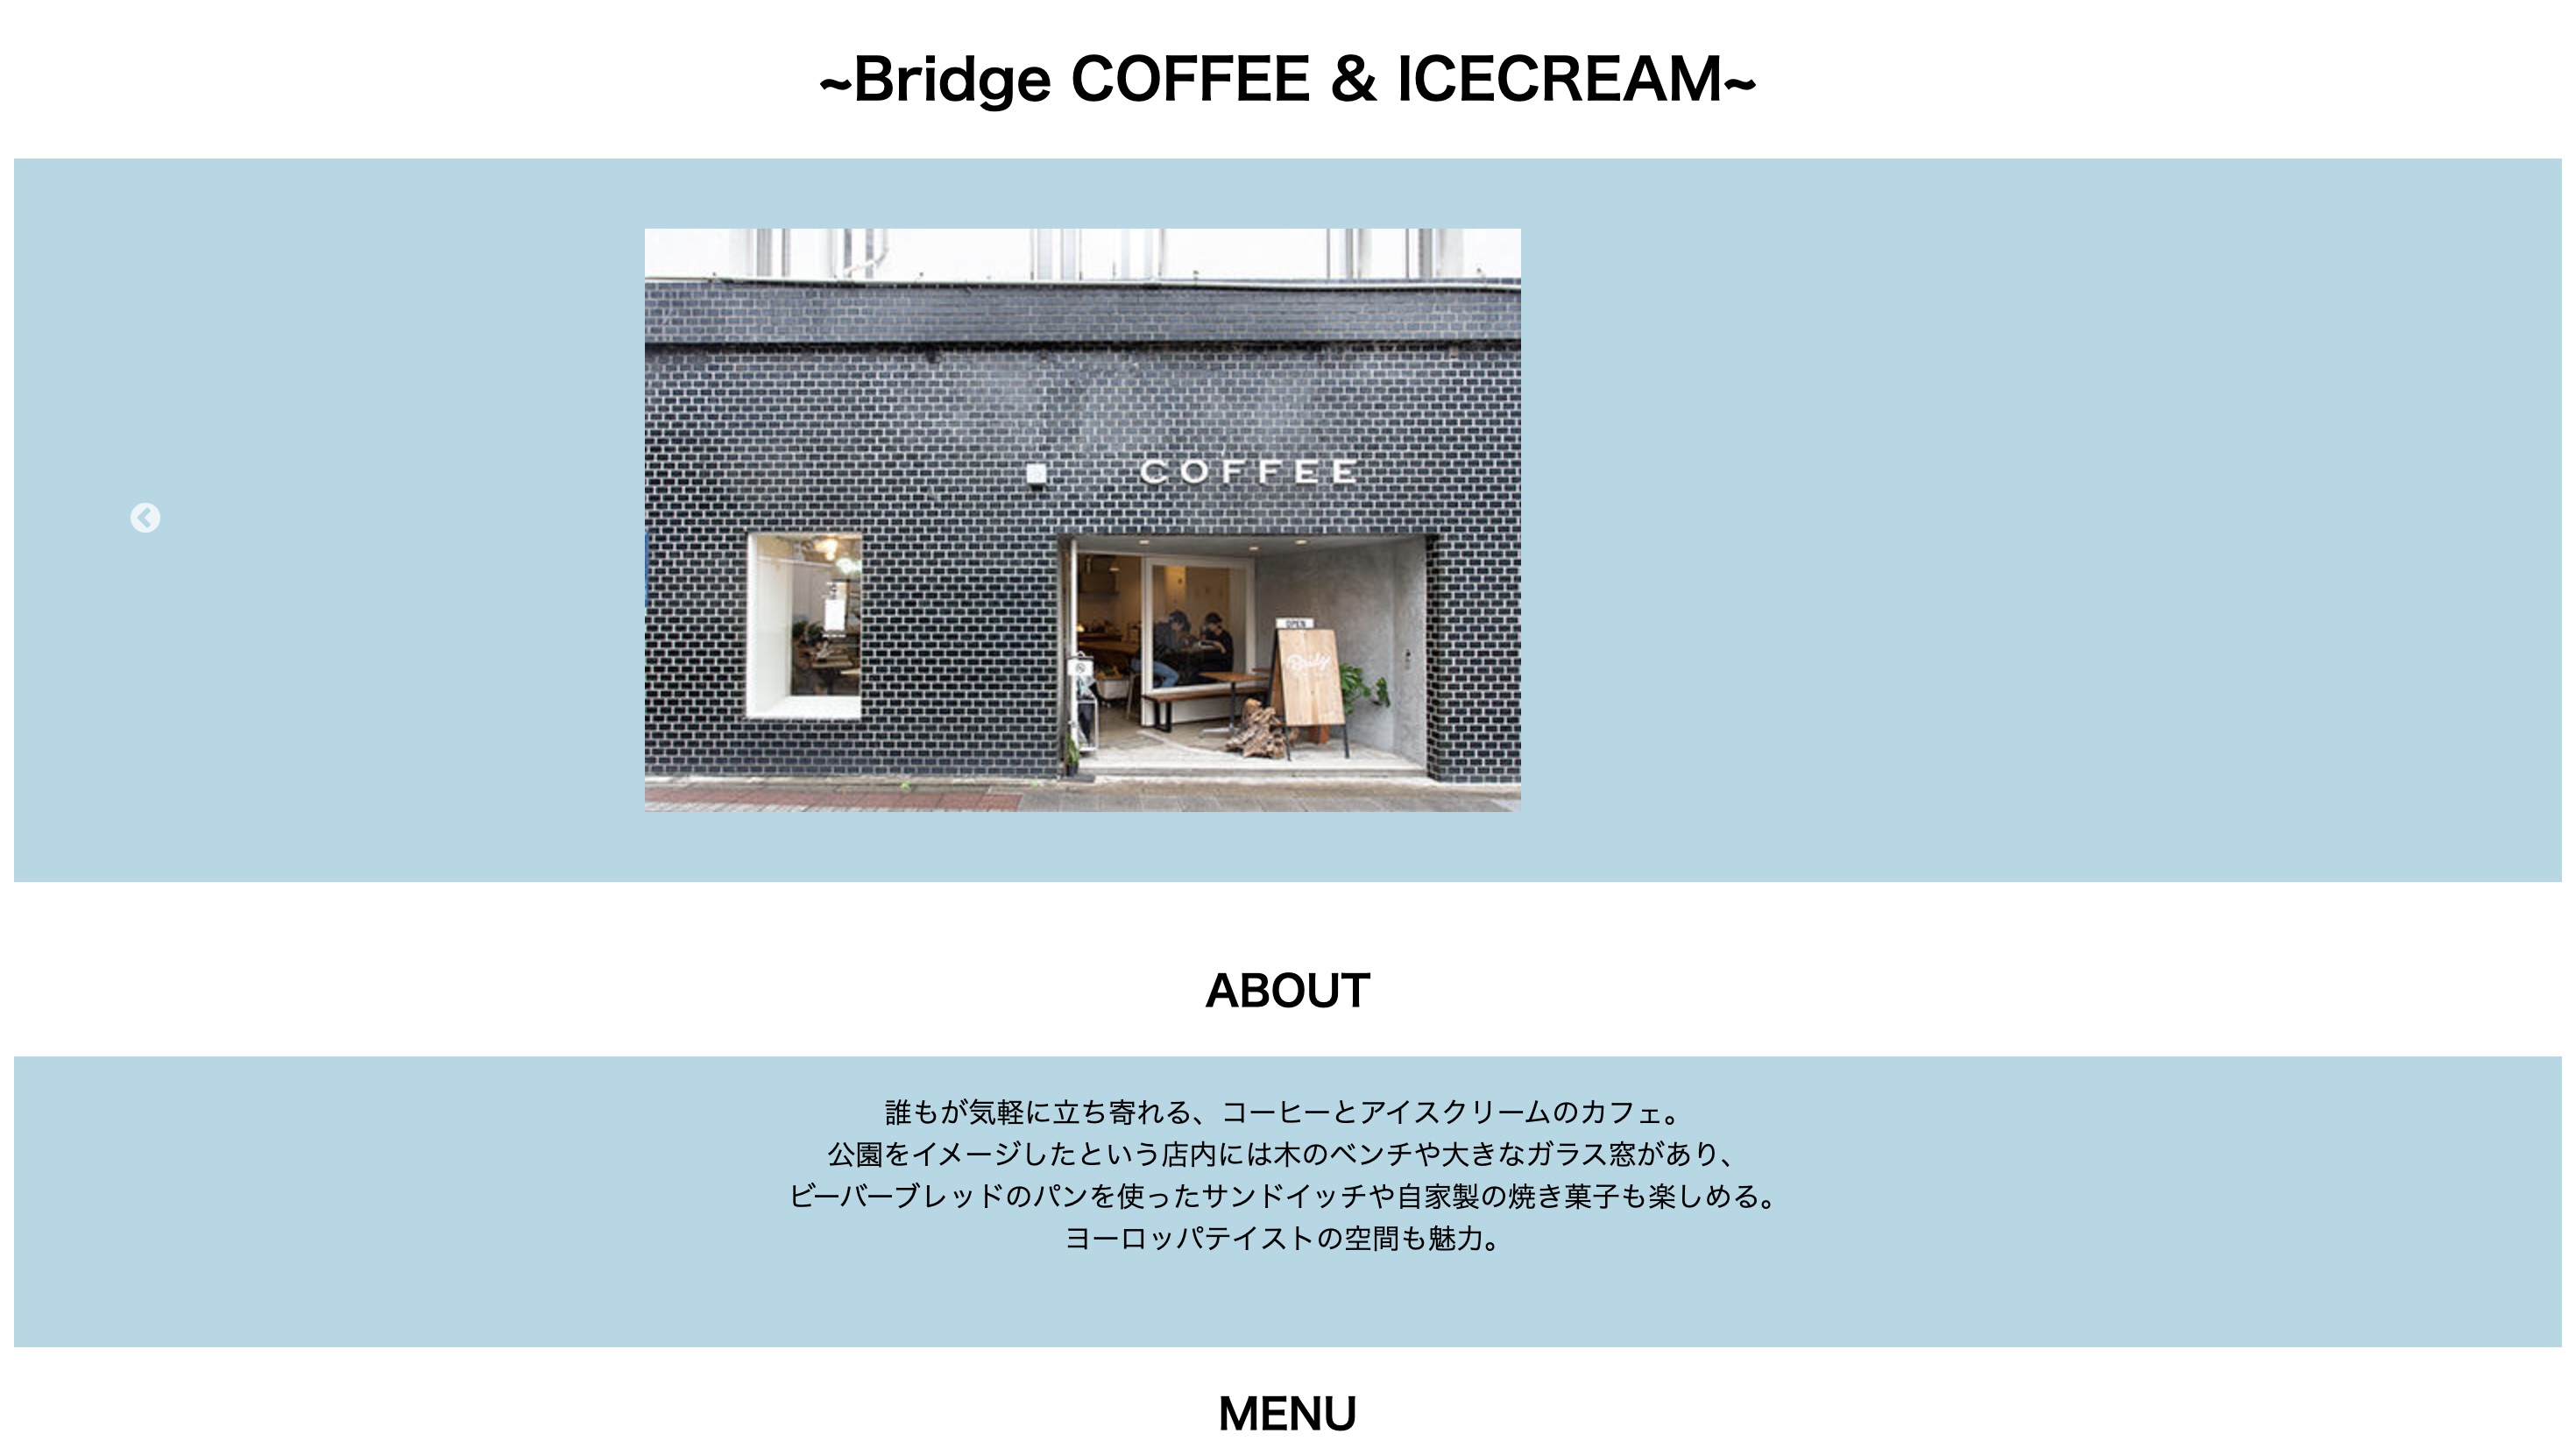 ~Bridge COFFEE & ICECREAM~
COFFEE
OPEN
Bridge
ABOUT
誰もが気軽に立ち寄れる、コーヒーとアイスクリームのカフェ。
公園をイメージしたという店内には木のベンチや大きなガラス窓があり、
ビーバーブレッドのパンを使ったサンドイッチや自家製の焼き菓子も楽しめる。
ヨーロッパテイストの空間も魅力。
MENU